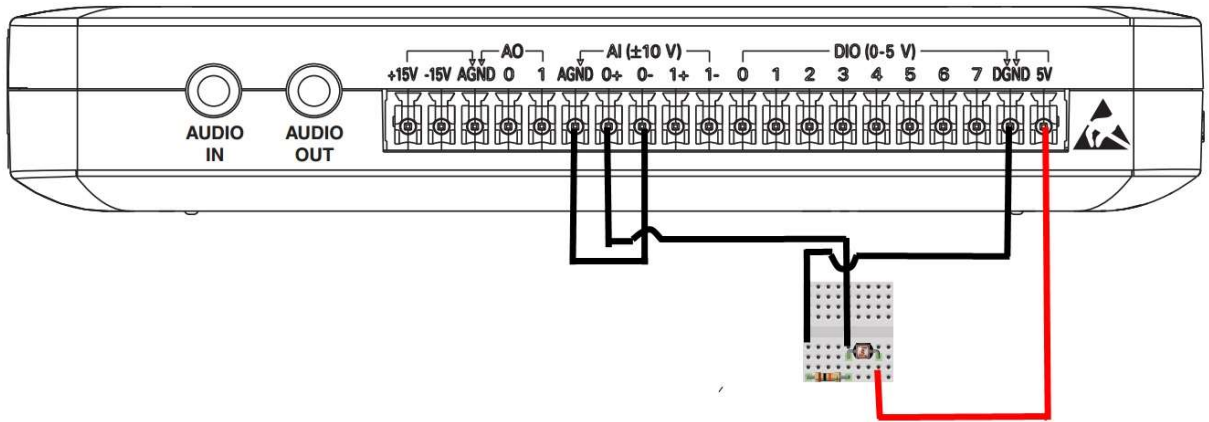 AO AI (±10 V) DIO (0-5 V)
+15V -15V AGND 0 1 AGND 0+ 0- 1+ 1- 0 1 2 3 4 5 6 7 DGND 5V
AUDIO IN
AUDIO OUT